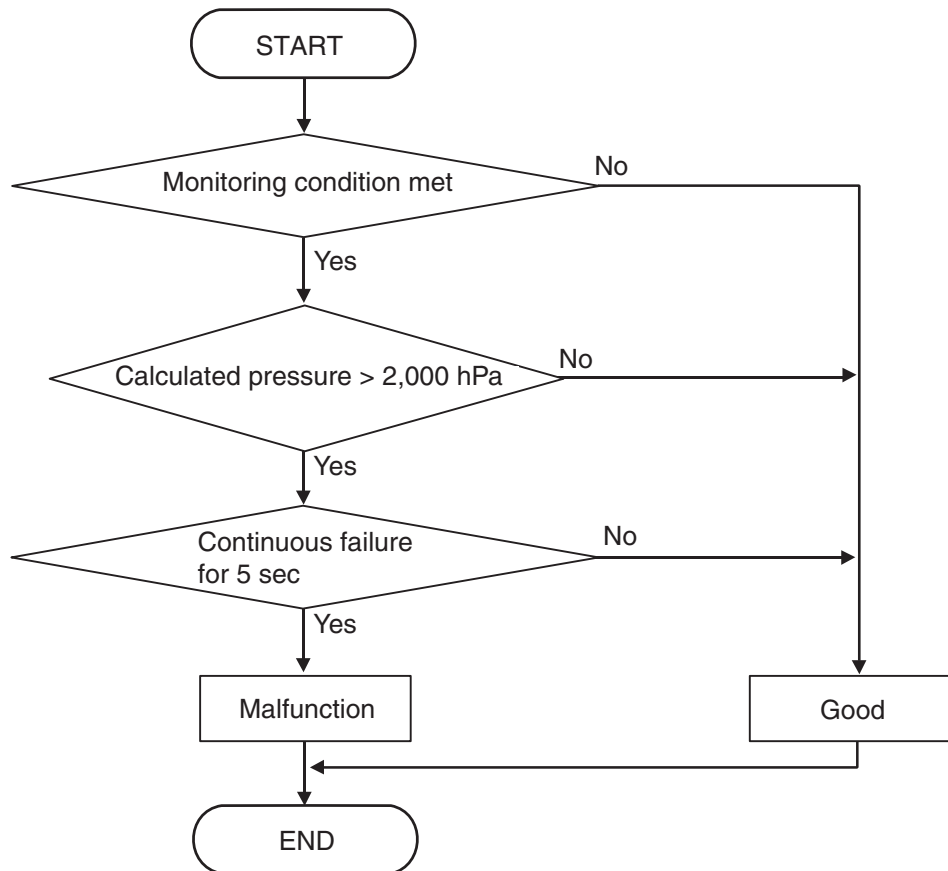 START
Monitoring condition met
No
Yes
Calculated pressure > 2,000 hPa
No
Yes
Continuous failure
for 5 sec
No
Yes
Malfunction
Good
END